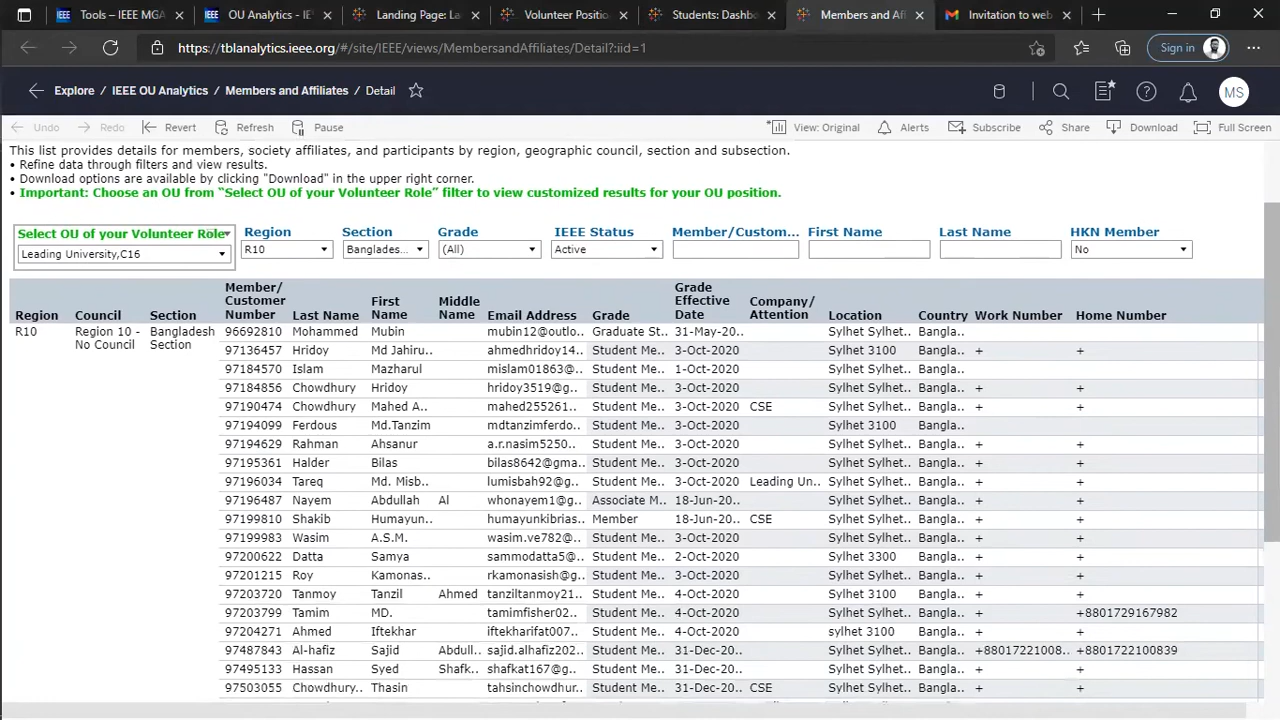 Tools – IEEE MGA
OU Analytics - IE
Landing Page: La
Volunteer Positio
Students: Dashbo
Members and Affi
Invitation to web
https://tblanalytics.ieee.org/#/site/IEEE/views/MembersandAffiliates/Detail?:iid=1
Sign in
Explore / IEEE OU Analytics / Members and Affiliates / Detail
MS
Undo Redo Revert Refresh Pause View: Original Alerts Subscribe Share Download Full Screen
This list provides details for members, society affiliates, and participants by region, geographic council, section and subsection.
• Refine data through filters and view results.
• Download options are available by clicking "Download" in the upper right corner.
• Important: Choose an OU from “Select OU of your Volunteer Role” filter to view customized results for your OU position.
Select OU of your Volunteer Role Region Section Grade IEEE Status Member/Custom... First Name Last Name HKN Member
Leading University,C16 R10 Banglades... (All) Active No
Region Council Section Member/ Customer Number Last Name First Name Middle Name Email Address Grade Grade Effective Date Company/ Attention Location Country Work Number Home Number
R10 Region 10 - No Council Bangladesh Section 96692810 Mohammed Mubin mubin12@outlo.. Graduate St.. 31-May-20.. Sylhet Sylhet.. Bangla..
97136457 Hridoy Md Jahiru.. ahmedhridoy14.. Student Me.. 3-Oct-2020 Sylhet 3100 Bangla.. + +
97184570 Islam Mazharul mislam01863@.. Student Me.. 1-Oct-2020 Sylhet Sylhet.. Bangla..
97184856 Chowdhury Hridoy hridoy3519@g.. Student Me.. 3-Oct-2020 Sylhet Sylhet.. Bangla.. + +
97190474 Chowdhury Mahed A.. mahed255261.. Student Me.. 3-Oct-2020 CSE Sylhet Sylhet.. Bangla.. + +
97194099 Ferdous Md.Tanzim mdtanzimferdo.. Student Me.. 3-Oct-2020 Sylhet 3100 Bangla..
97194629 Rahman Ahsanur a.r.nasim5250.. Student Me.. 3-Oct-2020 Sylhet Sylhet.. Bangla.. + +
97195361 Halder Bilas bilas8642@gma.. Student Me.. 3-Oct-2020 Sylhet Sylhet.. Bangla.. + +
97196034 Tareq Md. Misb.. lumisbah92@g.. Student Me.. 3-Oct-2020 Leading Un.. Sylhet Sylhet.. Bangla.. + +
97196487 Nayem Abdullah Al whonayem1@g.. Associate M.. 18-Jun-20.. Sylhet Sylhet.. Bangla.. + +
97199810 Shakib Humayun.. humayunkibrias.. Member 18-Jun-20.. CSE Sylhet Sylhet.. Bangla.. + +
97199983 Wasim A.S.M. wasim.ve782@.. Student Me.. 3-Oct-2020 Sylhet Sylhet.. Bangla.. + +
97200622 Datta Samya sammodatta5@.. Student Me.. 2-Oct-2020 Sylhet 3300 Bangla.. + +
97201215 Roy Kamonas.. rkamonasish@g.. Student Me.. 3-Oct-2020 Sylhet Sylhet.. Bangla.. + +
97203720 Tanmoy Tanzil Ahmed tanziltanmoy21.. Student Me.. 4-Oct-2020 Sylhet 3100 Bangla.. + +
97203799 Tamim MD. tamimfisher02.. Student Me.. 4-Oct-2020 Sylhet Sylhet.. Bangla.. + +8801729167982
97204271 Ahmed Iftekhar iftekharifat007.. Student Me.. 4-Oct-2020 sylhet 3100 Bangla.. + +
97487843 Al-hafiz Sajid Abdull.. sajid.alhafiz202.. Student Me.. 31-Dec-20.. Sylhet Sylhet.. Bangla.. +88017221008.. +8801722100839
97495133 Hassan Syed Shafk.. shafkat167@g.. Student Me.. 31-Dec-20.. Sylhet Sylhet.. Bangla.. + +
97503055 Chowdhury.. Thasin tahsinchowdhur.. Student Me.. 31-Dec-20.. CSE Sylhet Sylhet.. Bangla.. + +